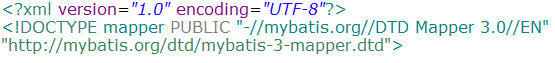 <?xml version="1.0" encoding="UTF-8"?>
<!DOCTYPE mapper PUBLIC "-//mybatis.org//DTD Mapper 3.0//EN"
"http://mybatis.org/dtd/mybatis-3-mapper.dtd">